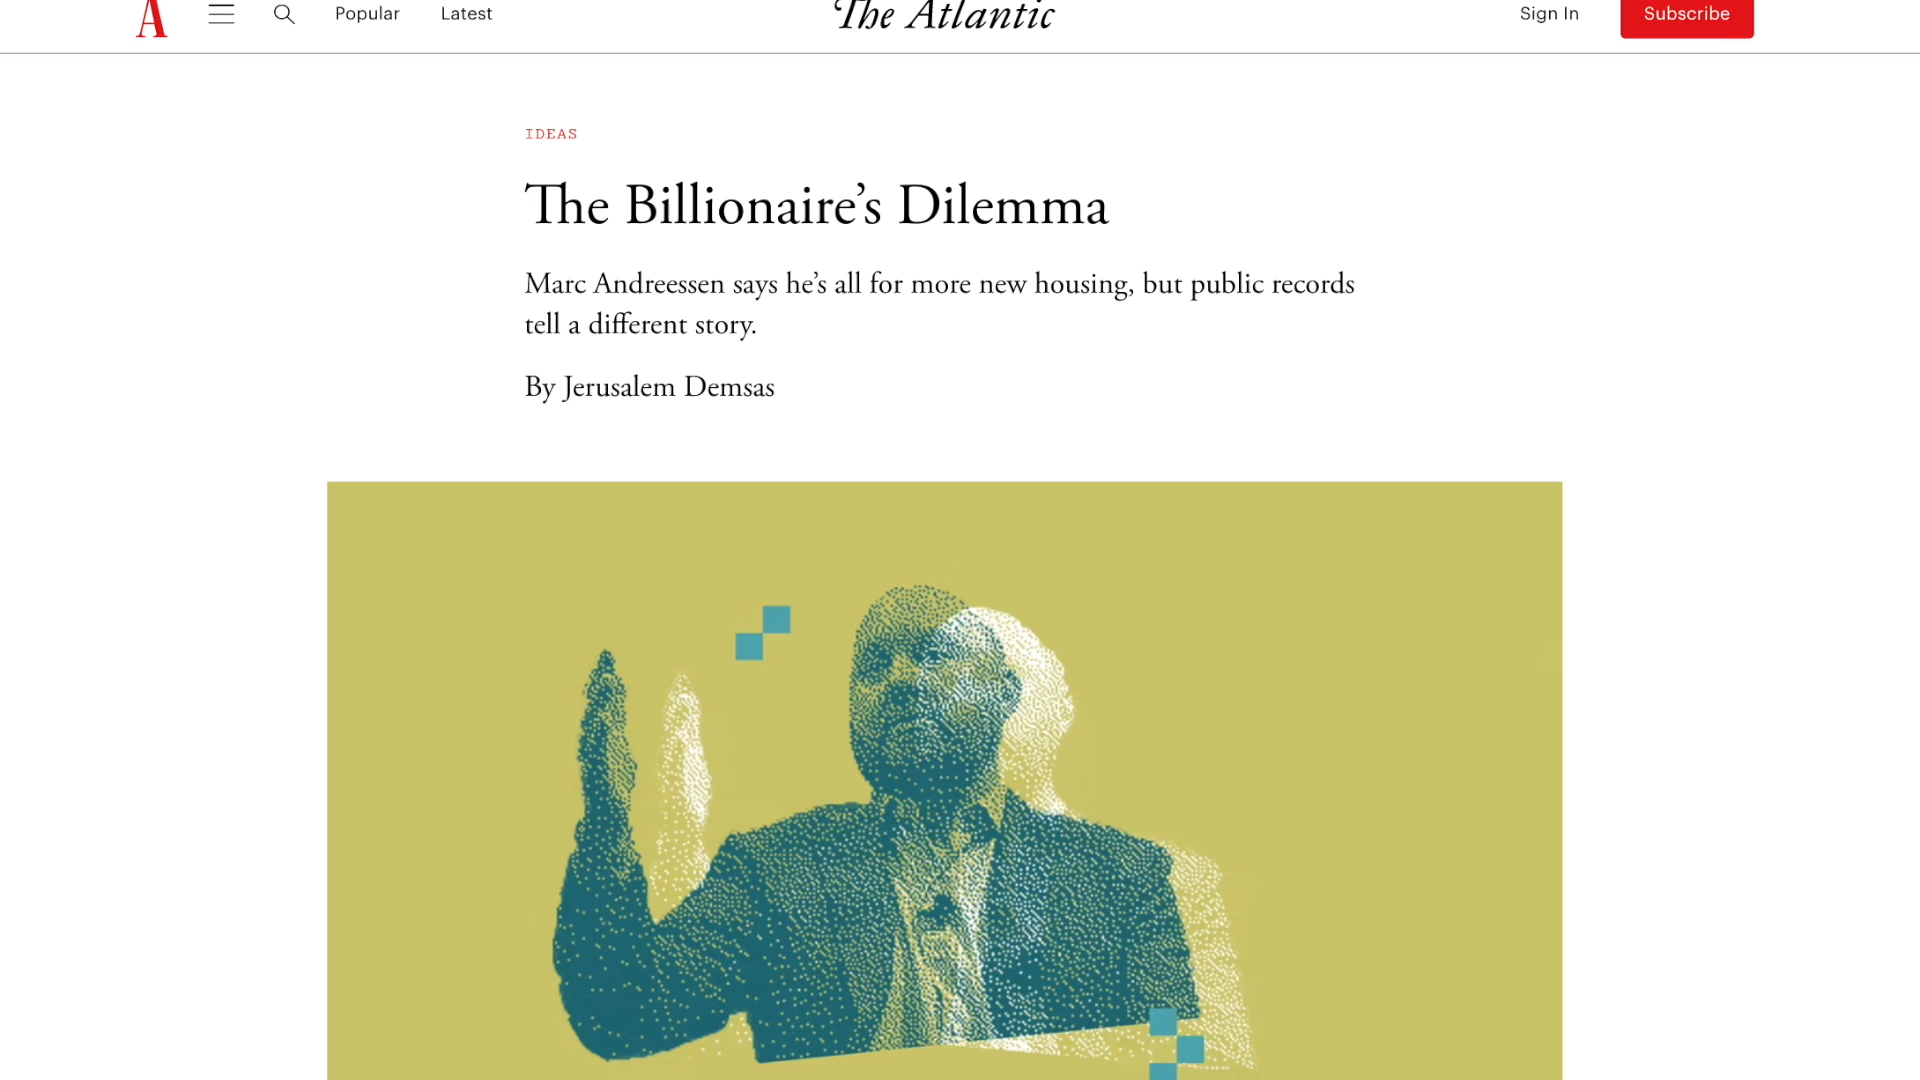 A
Popular
Latest
The Atlantic
Sign In
Subscribe
IDEAS
The Billionaire’s Dilemma
Marc Andreessen says he’s all for more new housing, but public records
tell a different story.
By Jerusalem Demsas